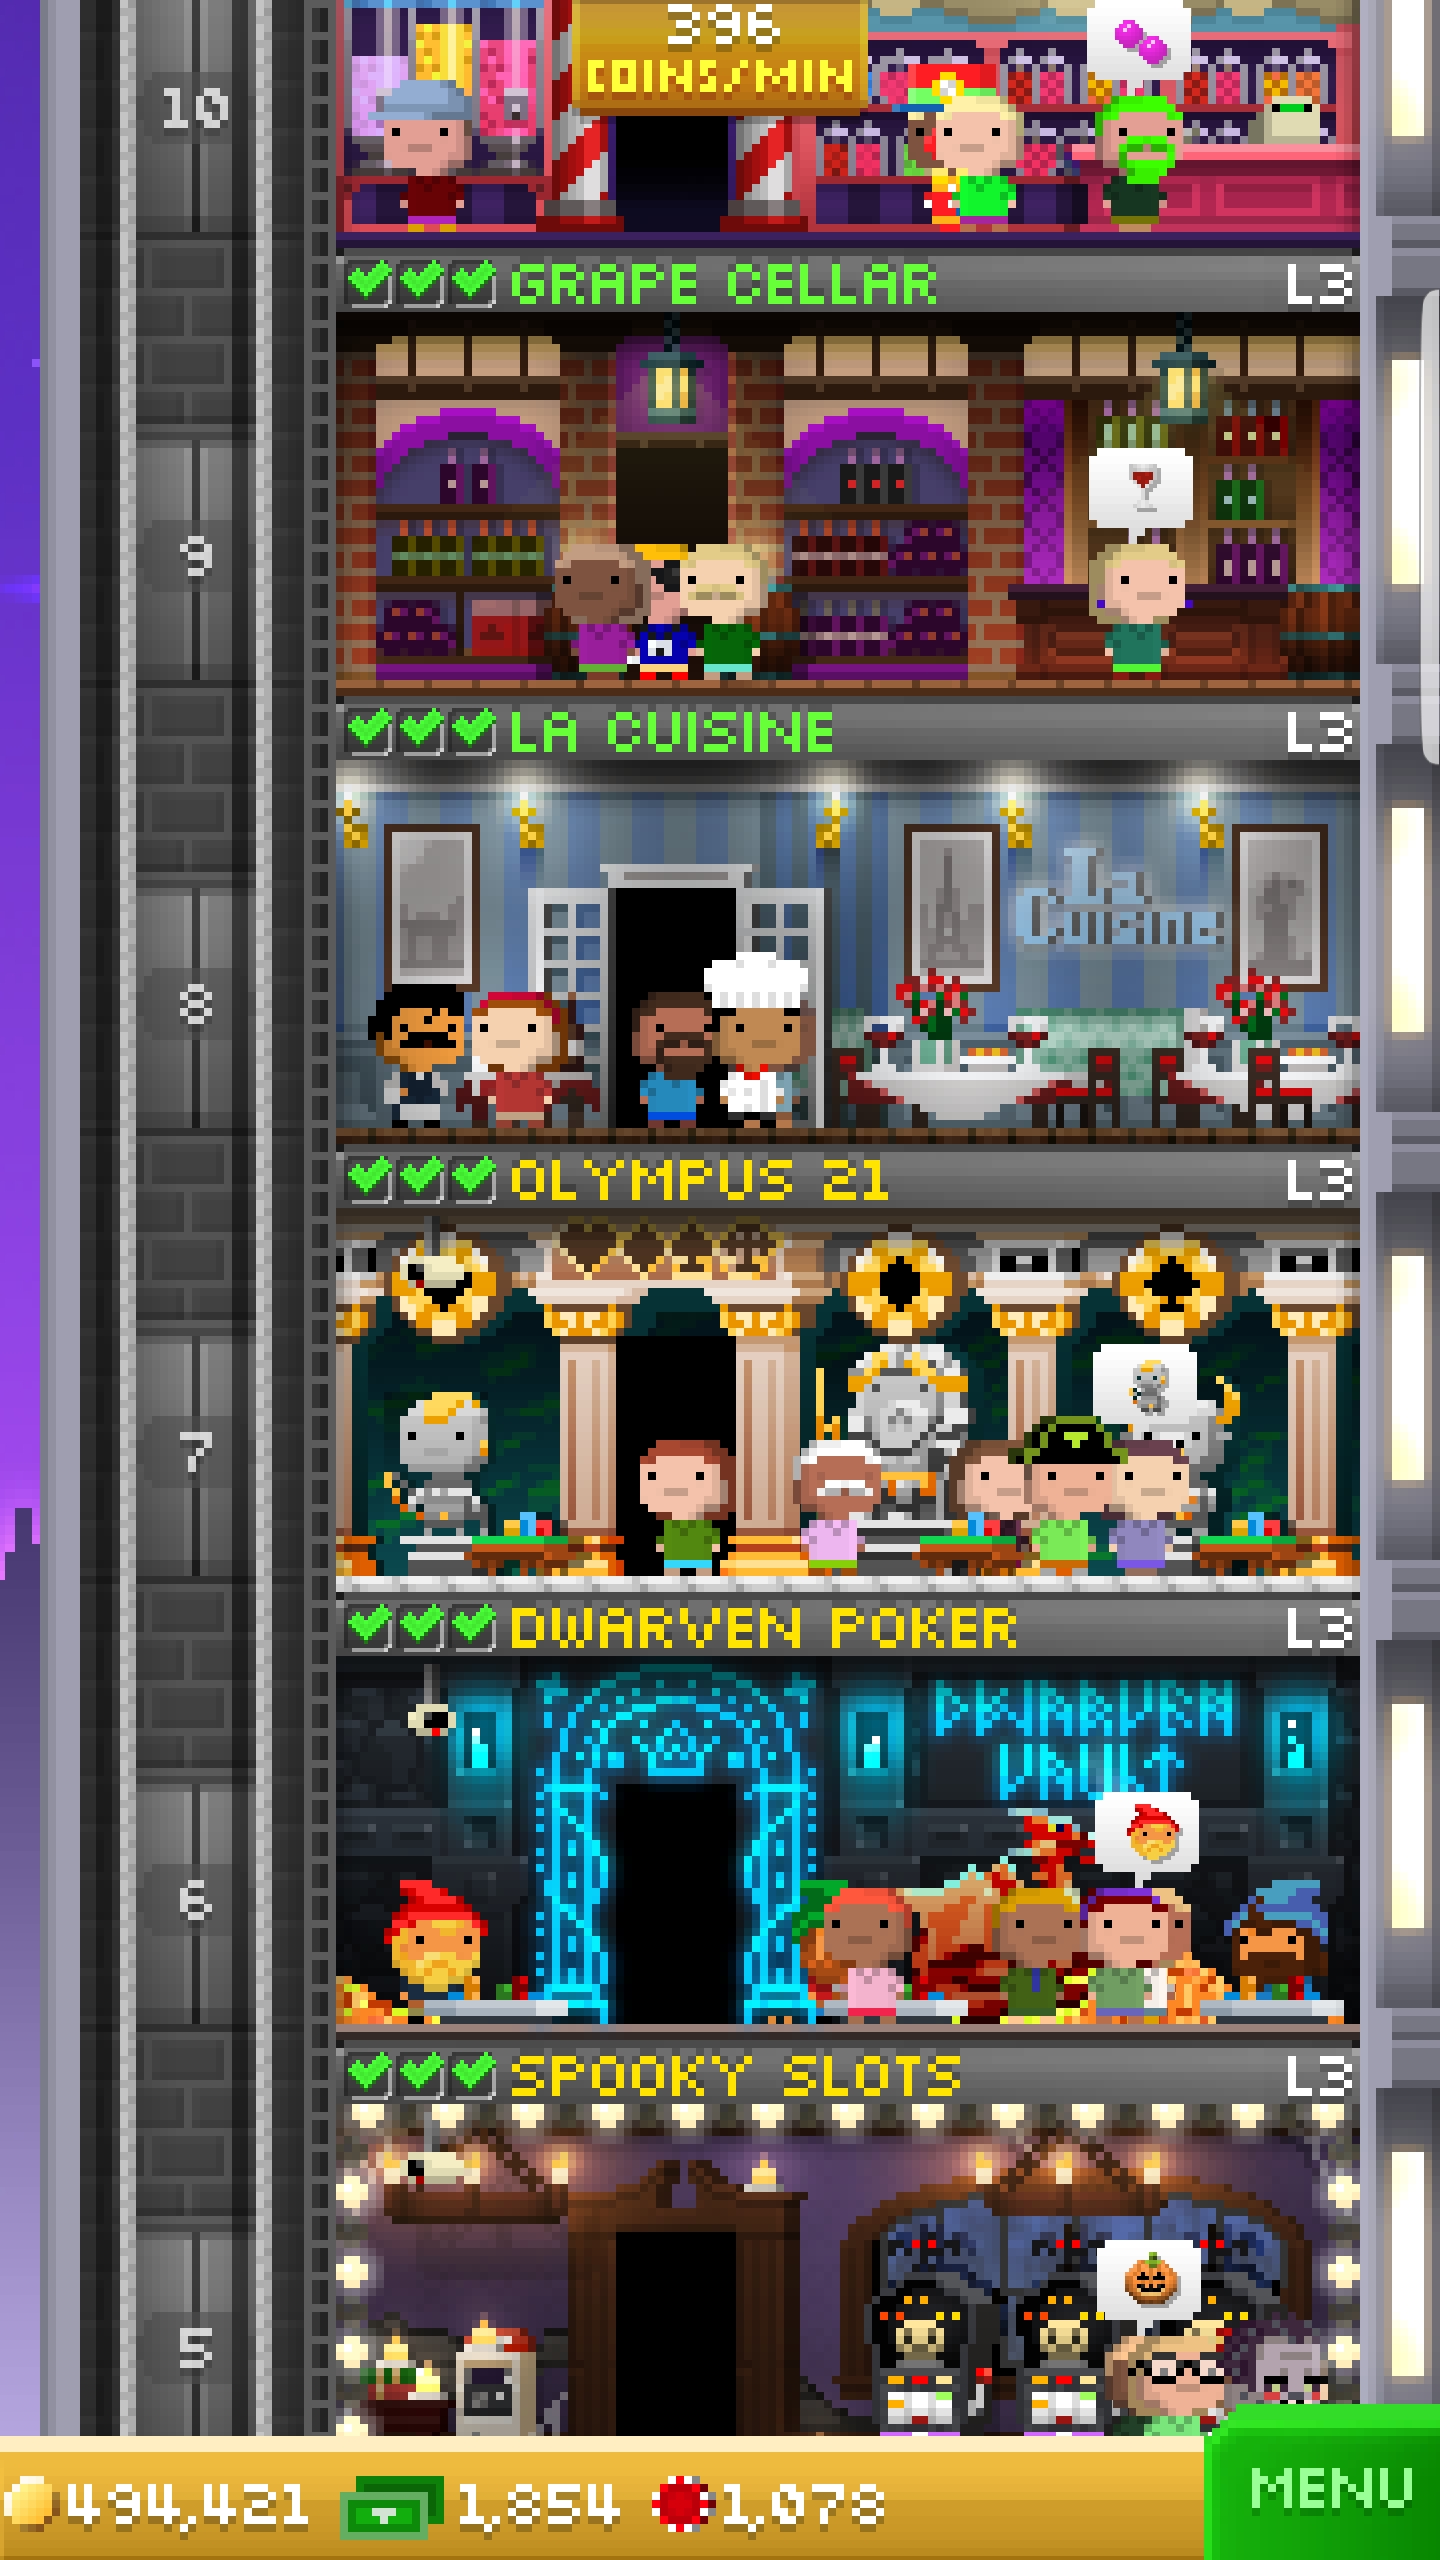 396
COINS/MIN
10
GRAPE CELLAR L3
9
LA CUISINE L3
La
Cuisine
8
OLYMPUS 21 L3
7
DWARVEN POKER L3
DWARVEN
VAULT
6
SPOOKY SLOTS L3
5
494,421 1,854 1,078
MENU